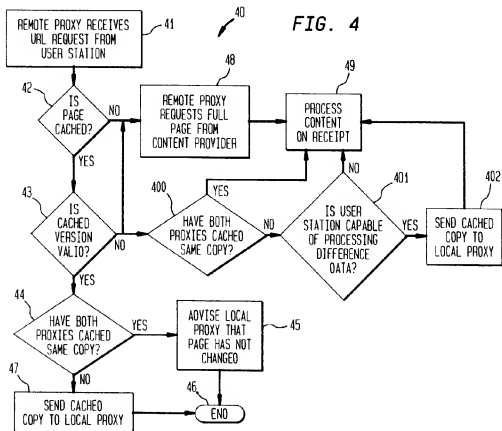 40
FIG. 4
41
REMOTE PROXY RECEIVES
URL REQUEST FROM
USER STATION
42
IS
PAGE
CACHED?
NO
YES
48
REMOTE PROXY
REQUESTS FULL
PAGE FROM
CONTENT PROVIDER
49
PROCESS
CONTENT
ON RECEIPT
43
IS
CACHED
VERSION
VALID?
NO
YES
400
HAVE BOTH
PROXIES CACHED
SAME COPY?
YES
NO
401
IS USER
STATION CAPABLE
OF PROCESSING
DIFFERENCE
DATA?
NO
YES
402
SEND CACHED
COPY TO LOCAL
PROXY
44
HAVE BOTH
PROXIES CACHED
SAME COPY?
YES
NO
45
ADVISE LOCAL
PROXY THAT
PAGE HAS NOT
CHANGED
47
SEND CACHED
COPY TO LOCAL PROXY
46
END